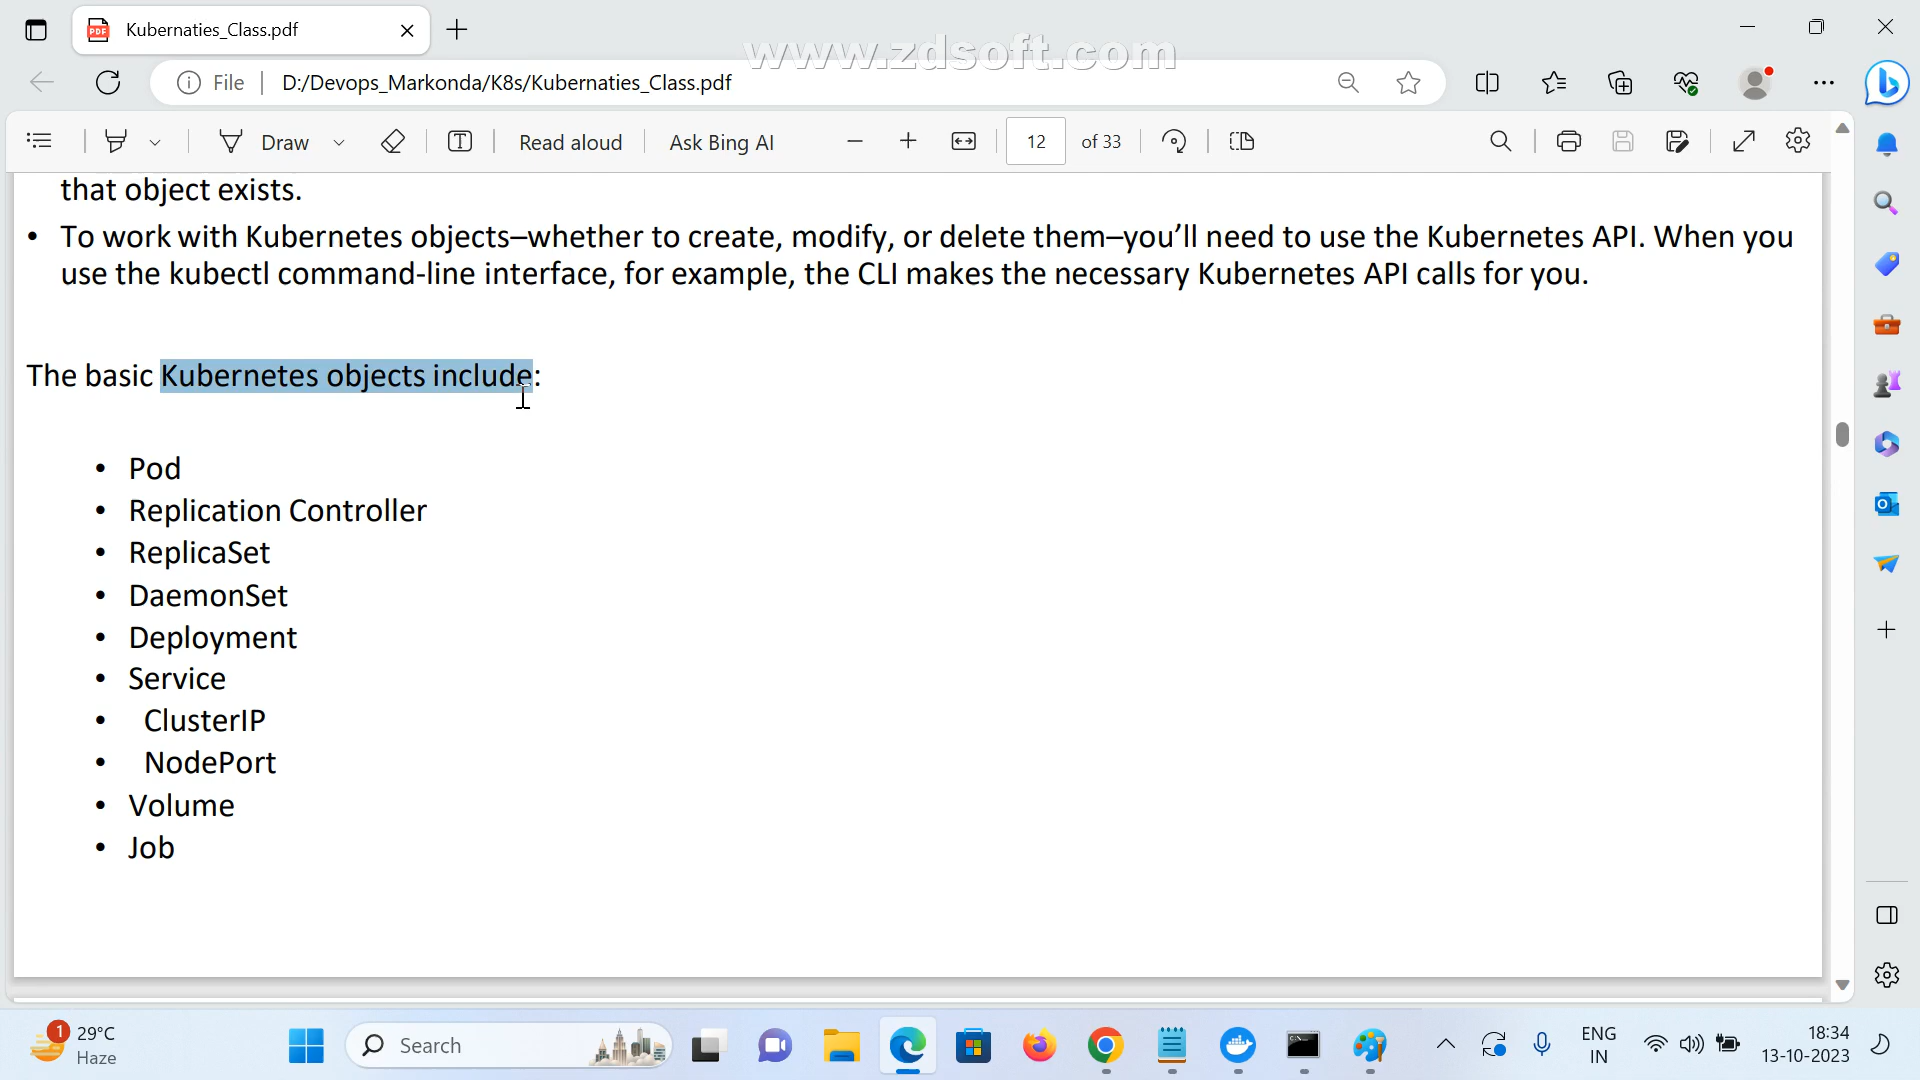 Kubernaties_Class.pdf
www.zdsoft.com
File
D:/Devops_Markonda/K8s/Kubernaties_Class.pdf
Draw
Read aloud
Ask Bing AI
12
of 33
that object exists.
• To work with Kubernetes objects–whether to create, modify, or delete them–you’ll need to use the Kubernetes API. When you
use the kubectl command-line interface, for example, the CLI makes the necessary Kubernetes API calls for you.
The basic Kubernetes objects include:
• Pod
• Replication Controller
• ReplicaSet
• DaemonSet
• Deployment
• Service
• ClusterIP
• NodePort
• Volume
• Job
1
29°C
Haze
Search
ENG
IN
18:34
13-10-2023